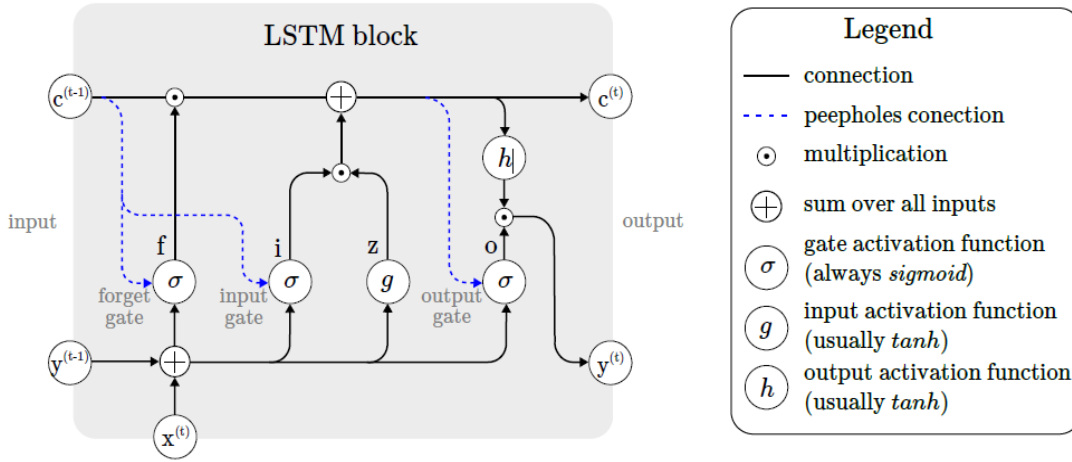 LSTM block
c(t-1)
c(t)
h|
input
output
f
i
z
o
σ
σ
g
σ
forget
gate
input
gate
output
gate
y(t-1)
y(t)
x(t)
Legend
connection
peepholes conection
multiplication
sum over all inputs
σ
gate activation function
(always sigmoid)
g
input activation function
(usually tanh)
h
output activation function
(usually tanh)